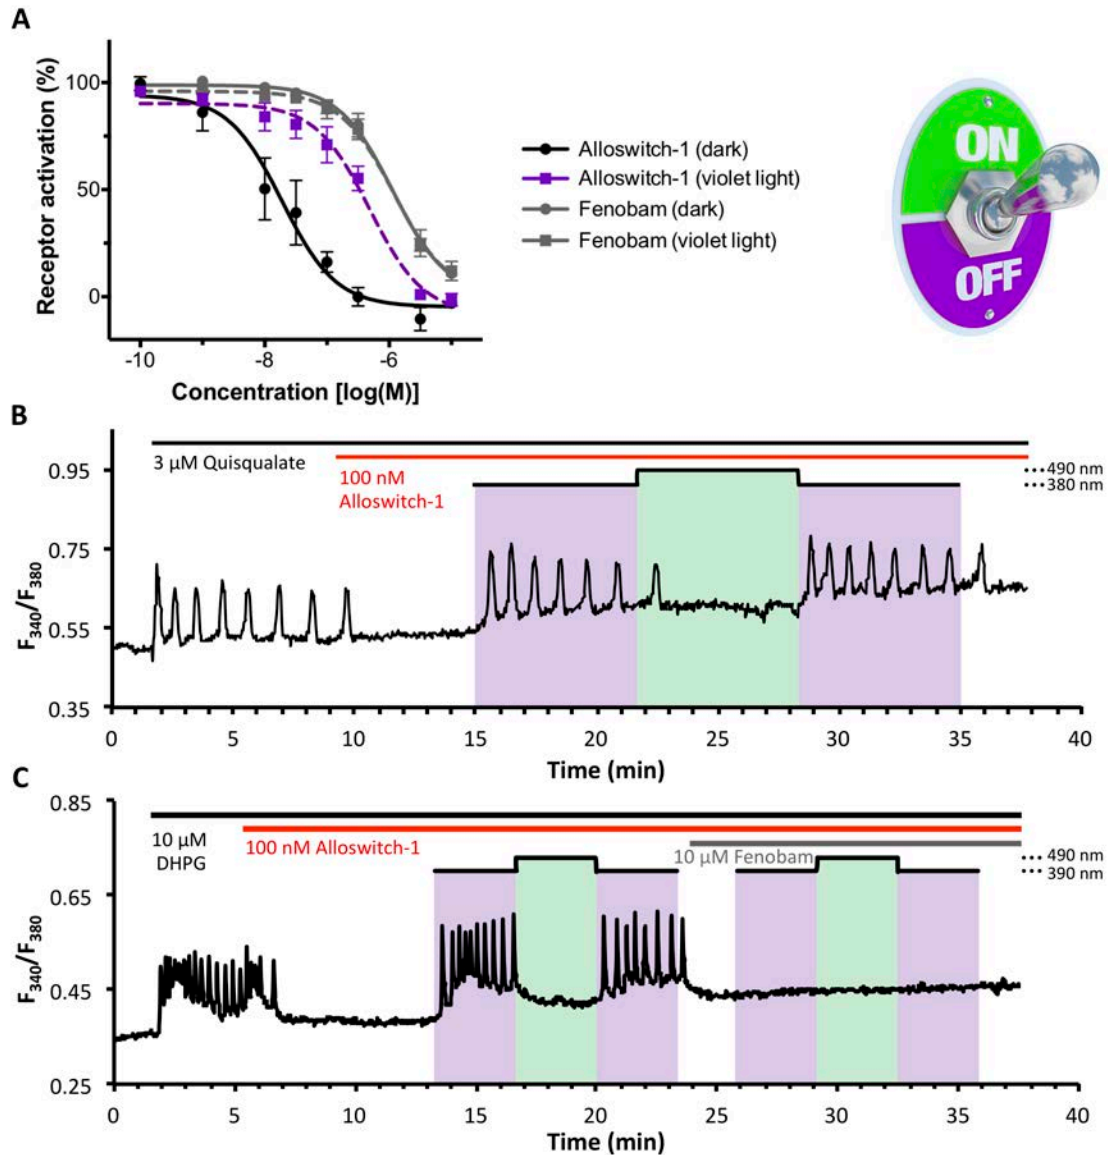 A
Receptor activation (%)
100
50
0
-10
-8
-6
Concentration [log(M)]
Alloswitch-1 (dark)
Alloswitch-1 (violet light)
Fenobam (dark)
Fenobam (violet light)
ON
OFF
B
3 µM Quisqualate
100 nM
Alloswitch-1
490 nm
380 nm
F340/F380
0.95
0.75
0.55
0.35
0
5
10
15
20
25
30
35
40
Time (min)
C
10 µM
DHPG
100 nM Alloswitch-1
10 µM Fenobam
490 nm
390 nm
F340/F380
0.85
0.65
0.45
0.25
0
5
10
15
20
25
30
35
40
Time (min)